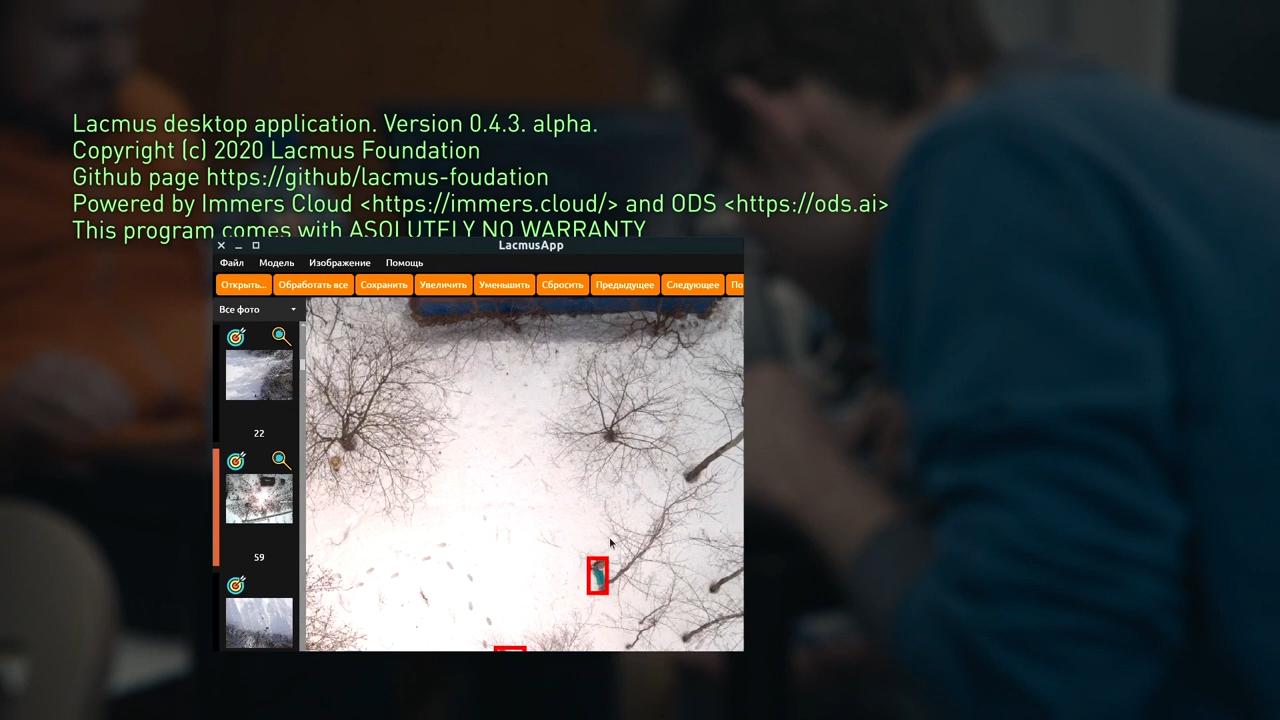 Lacmus desktop application. Version 0.4.3. alpha.
Copyright (c) 2020 Lacmus Foundation
Github page https://github/lacmus-foudation
Powered by Immers Cloud <https://immers.cloud/> and ODS <https://ods.ai>
This program comes with ASOLUTELY NO WARRANTY
LacmusApp
Файл Модель Изображение Помощь
Открыть... Обработать все Сохранить Увеличить Уменьшить Сбросить Предыдущее Следующее По
Все фото
22
59